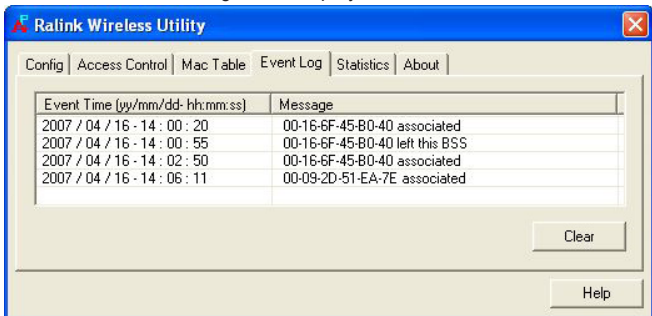 Ralink Wireless Utility
Config Access Control Mac Table Event Log Statistics About
Event Time (yy/mm/dd- hh:mm:ss) Message
2007 / 04 / 16 - 14 : 00 : 20 00-16-6F-45-B0-40 associated
2007 / 04 / 16 - 14 : 00 : 55 00-16-6F-45-B0-40 left this BSS
2007 / 04 / 16 - 14 : 02 : 50 00-16-6F-45-B0-40 associated
2007 / 04 / 16 - 14 : 06 : 11 00-09-2D-51-EA-7E associated
Clear
Help